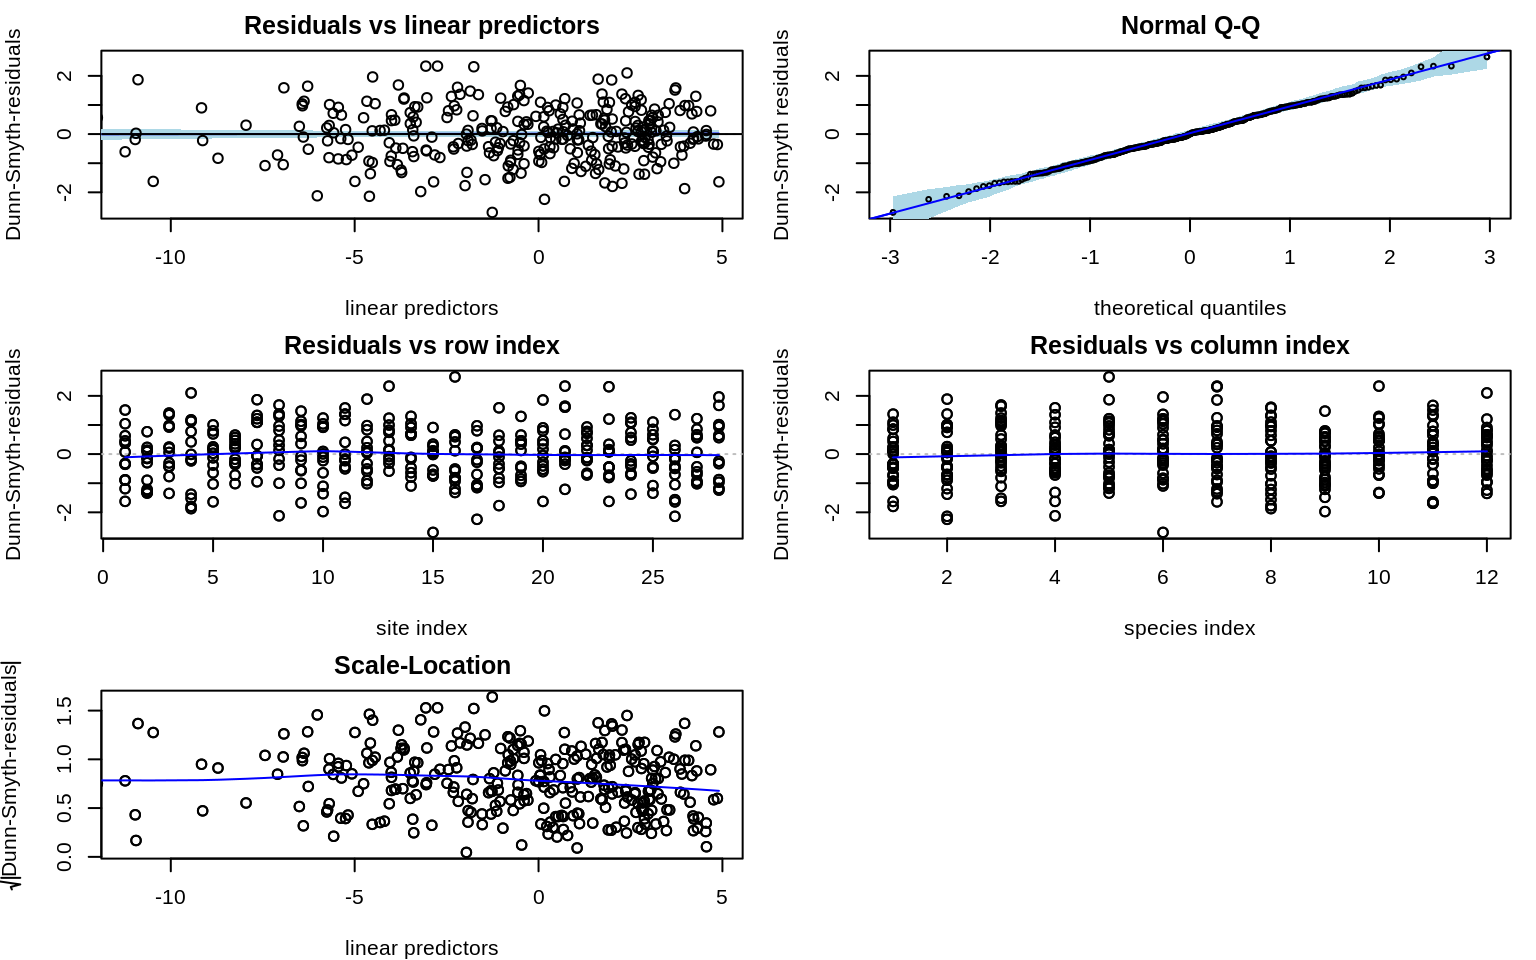 Residuals vs linear predictors
Dunn-Smyth-residuals
2
0
-2
-10 -5 0 5
linear predictors
Normal Q-Q
Dunn-Smyth residuals
2
0
-2
-3 -2 -1 0 1 2 3
theoretical quantiles
Residuals vs row index
Dunn-Smyth-residuals
2
0
-2
0 5 10 15 20 25
site index
Residuals vs column index
Dunn-Smyth-residuals
2
0
-2
2 4 6 8 10 12
species index
Scale-Location
√|Dunn-Smyth-residuals|
1.5
1.0
0.5
0.0
-10 -5 0 5
linear predictors